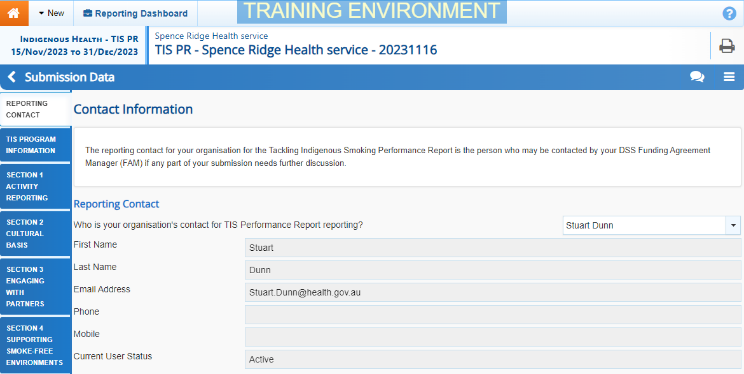 New
Reporting Dashboard
TRAINING ENVIRONMENT
?
Indigenous Health - TIS PR
15/Nov/2023 to 31/Dec/2023
Spence Ridge Health service
TIS PR - Spence Ridge Health service - 20231116
Submission Data
REPORTING
CONTACT
TIS PROGRAM
INFORMATION
SECTION 1
ACTIVITY
REPORTING
SECTION 2
CULTURAL
BASIS
SECTION 3
ENGAGING
WITH
PARTNERS
SECTION 4
SUPPORTING
SMOKE-FREE
ENVIRONMENTS
Contact Information
The reporting contact for your organisation for the Tackling Indigenous Smoking Performance Report is the person who may be contacted by your DSS Funding Agreement
Manager (FAM) if any part of your submission needs further discussion.
Reporting Contact
Who is your organisation's contact for TIS Performance Report reporting? Stuart Dunn
First Name Stuart
Last Name Dunn
Email Address Stuart.Dunn@health.gov.au
Phone
Mobile
Current User Status Active